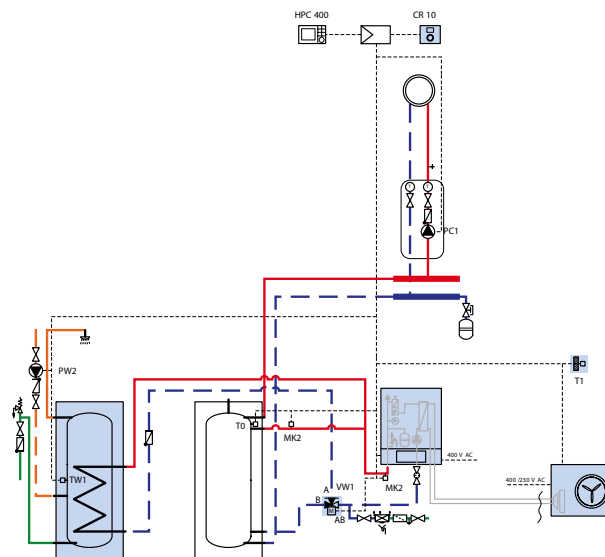 HPC 400
CR 10
PC1
PW2
T1
T0
MK2
400 V AC
TW1
A
VW1
MK2
B
M
AB
400 /230 V AC